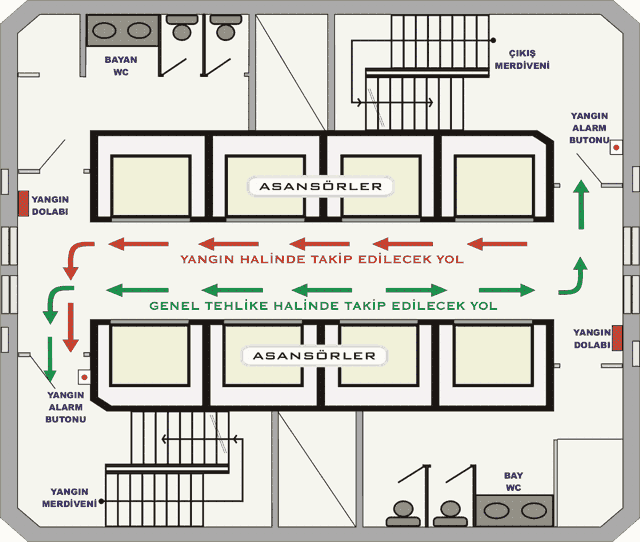 BAYAN
WC
ÇIKIŞ
MERDİVENİ
YANGIN
ALARM
BUTONU
ASANSÖRLER
YANGIN
DOLABI
YANGIN HALİNDE TAKİP EDİLECEK YOL
GENEL TEHLİKE HALİNDE TAKİP EDİLECEK YOL
YANGIN
DOLABI
ASANSÖRLER
YANGIN
ALARM
BUTONU
BAY
WC
YANGIN
MERDİVENİ